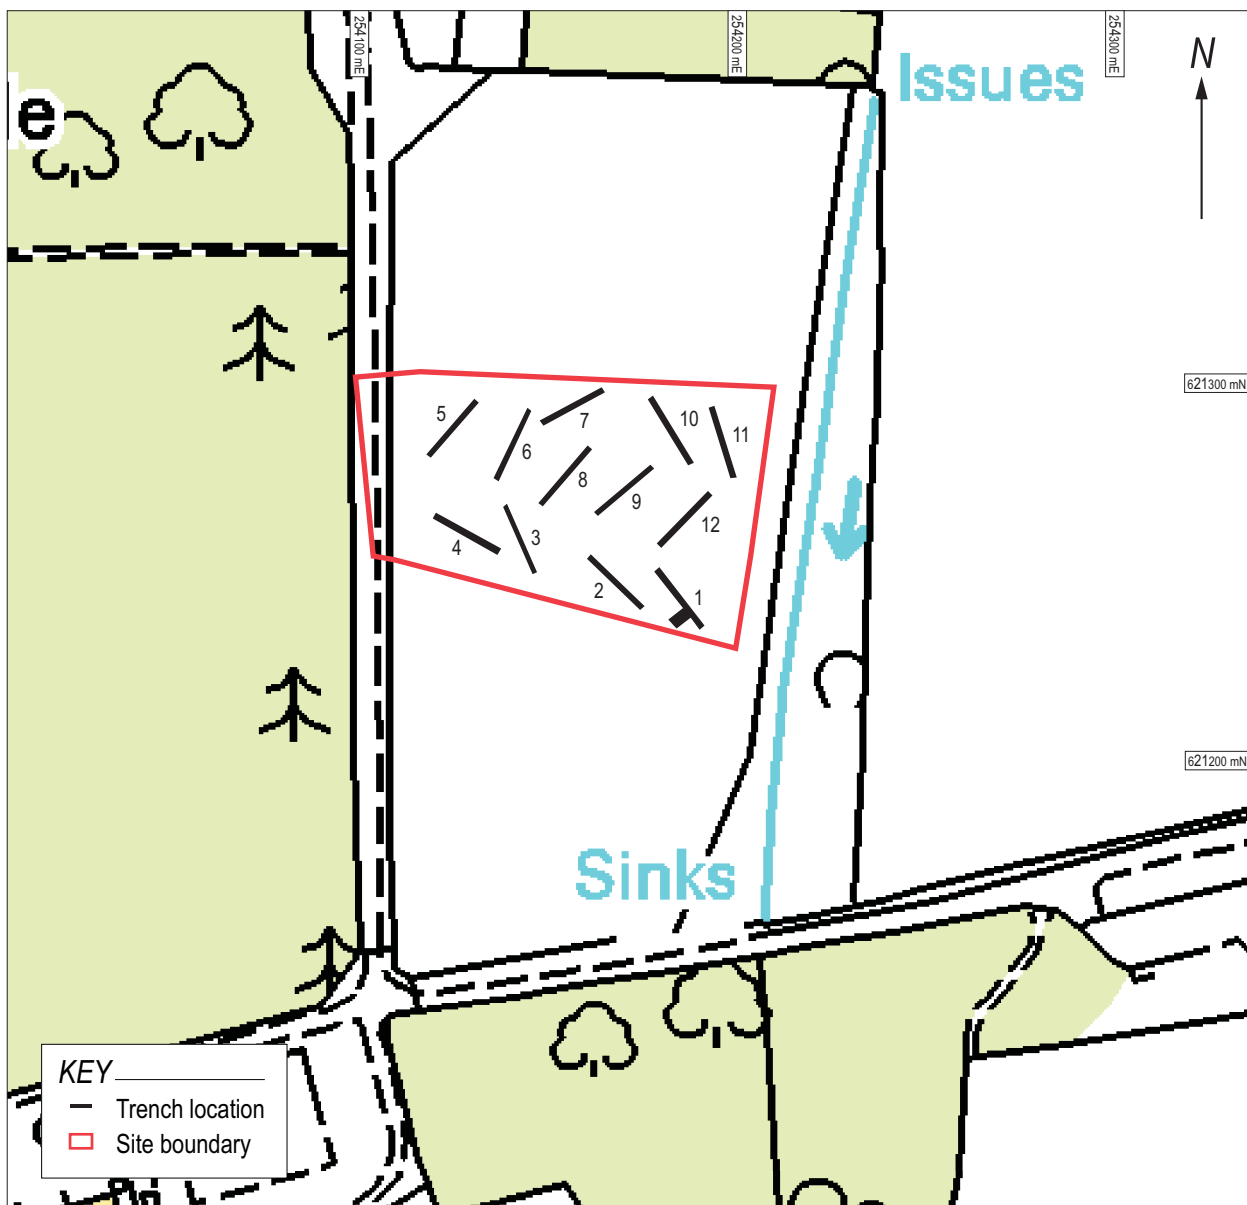 254100 mE
254200 mE
254300 mE
Issues
N
le
621300 mN
5
6
7
10
11
8
9
12
4
3
2
1
621200 mN
Sinks
KEY
Trench location
Site boundary